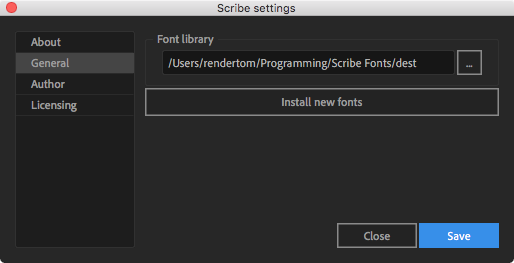 Scribe settings
About
General
Author
Licensing
Font library
/Users/rendertom/Programming/Scribe Fonts/dest
...
Install new fonts
Close
Save